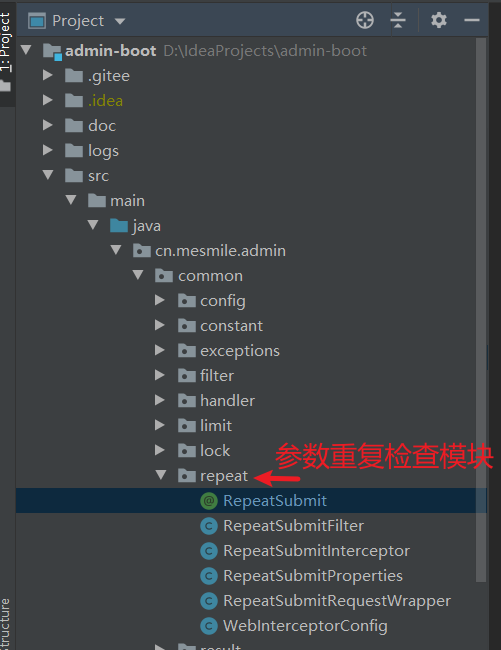 Project
1: Project
admin-boot D:\IdeaProjects\admin-boot
.gitee
.idea
doc
logs
src
main
java
cn.mesmile.admin
common
config
constant
exceptions
filter
handler
limit
lock
repeat 参数重复检查模块
@ RepeatSubmit
C RepeatSubmitFilter
C RepeatSubmitInterceptor
C RepeatSubmitProperties
C RepeatSubmitRequestWrapper
C WebInterceptorConfig
result